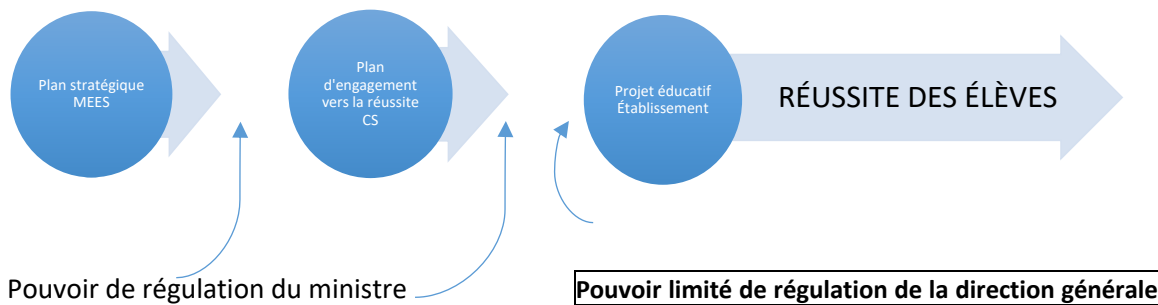 Plan stratégique
MEES
Plan
d'engagement
vers la réussite
CS
Projet éducatif
Établissement
RÉUSSITE DES ÉLÈVES
Pouvoir de régulation du ministre
Pouvoir limité de régulation de la direction générale